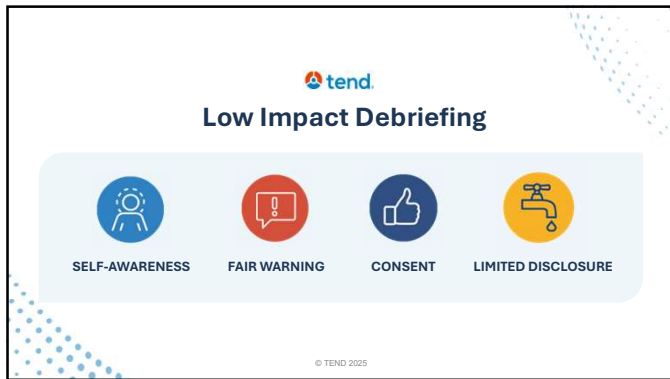 tend.
Low Impact Debriefing
!
SELF-AWARENESS FAIR WARNING CONSENT LIMITED DISCLOSURE
© TEND 2025